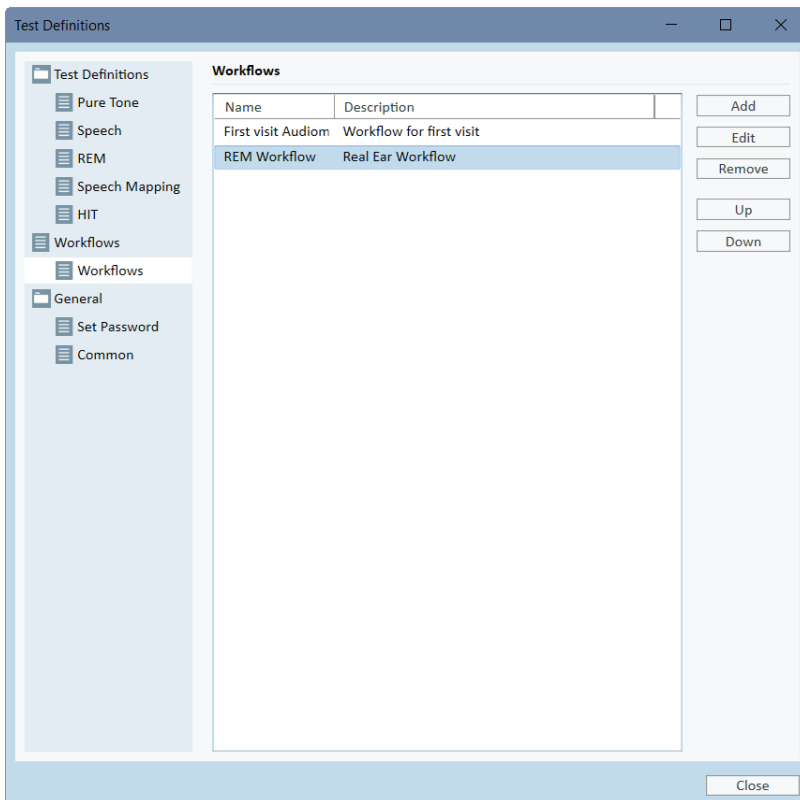 Test Definitions
Test Definitions
Pure Tone
Speech
REM
Speech Mapping
HIT
Workflows
Workflows
General
Set Password
Common
Workflows
Name Description
First visit Audiom Workflow for first visit
REM Workflow Real Ear Workflow
Add
Edit
Remove
Up
Down
Close